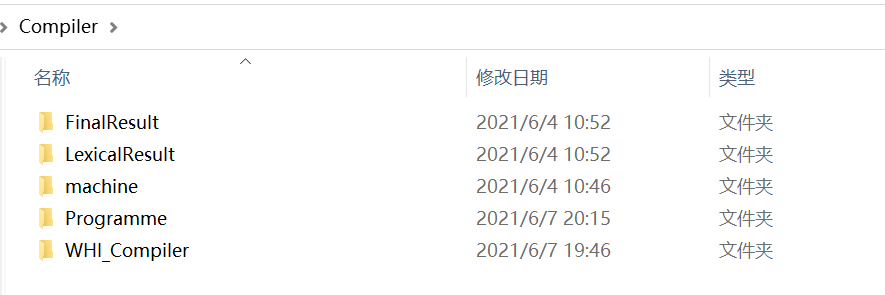 Compiler
名称 修改日期 类型
FinalResult 2021/6/4 10:52 文件夹
LexicalResult 2021/6/4 10:52 文件夹
machine 2021/6/4 10:46 文件夹
Programme 2021/6/7 20:15 文件夹
WHI_Compiler 2021/6/7 19:46 文件夹